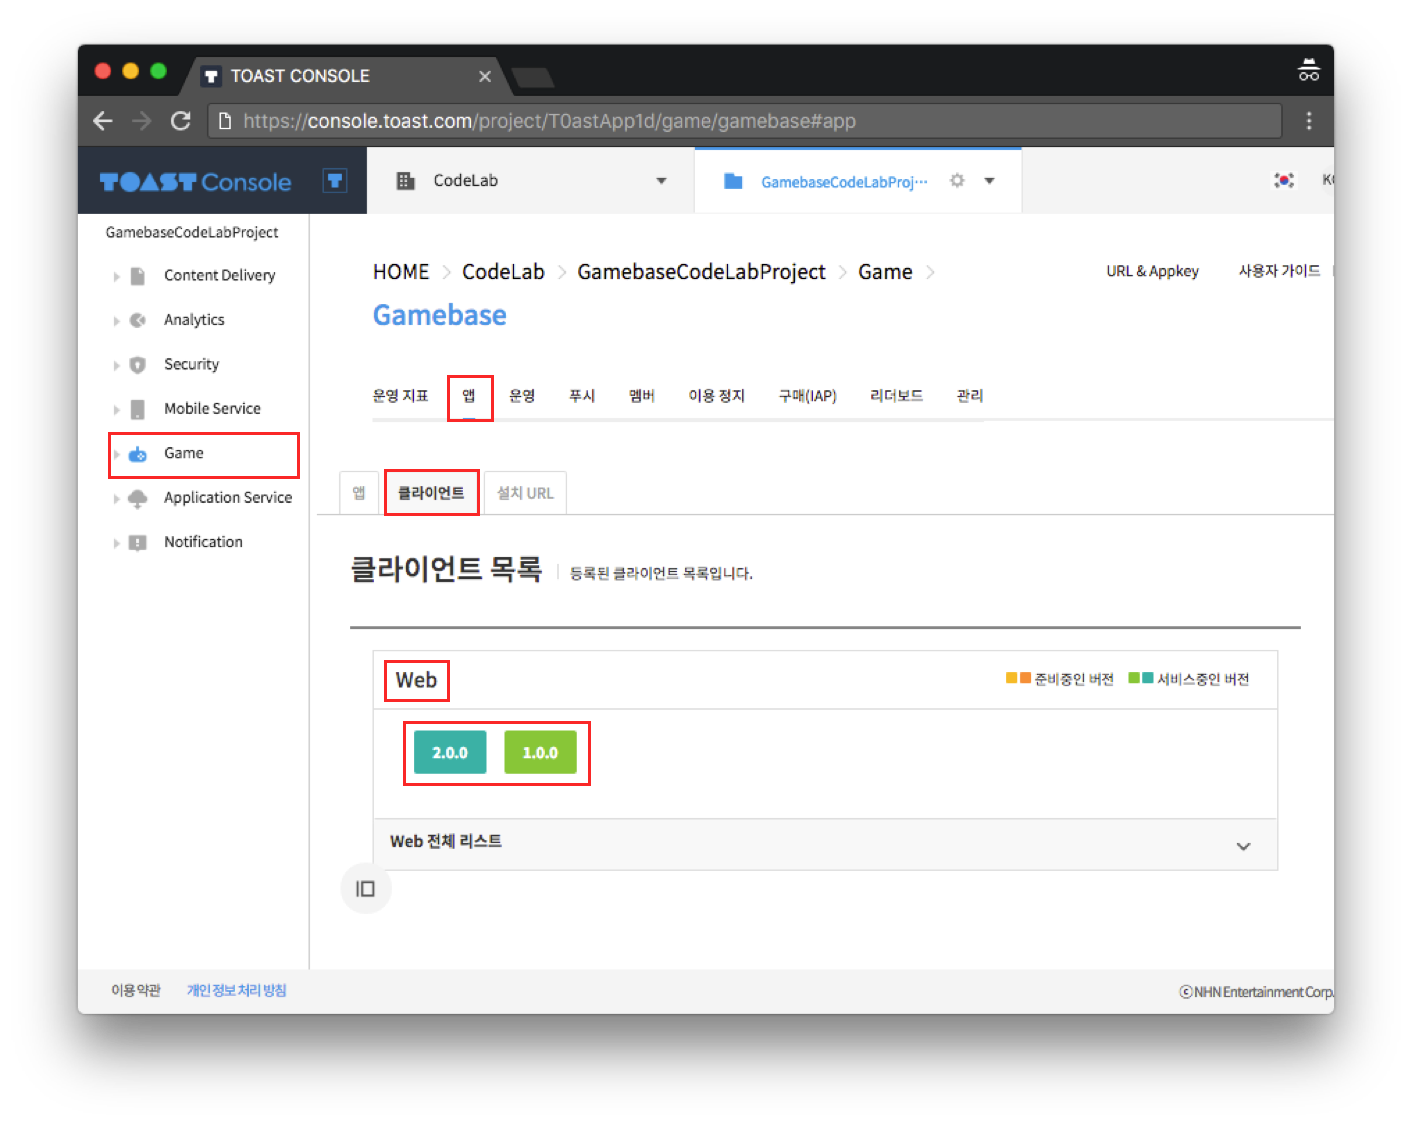 TOAST CONSOLE
https://console.toast.com/project/T0astApp1d/game/gamebase#app
TOAST Console
CodeLab
GamebaseCodeLabProj···
GamebaseCodeLabProject
Content Delivery
Analytics
Security
Mobile Service
Game
Application Service
Notification
HOME > CodeLab > GamebaseCodeLabProject > Game >
URL & Appkey
사용자 가이드
Gamebase
운영 지표 앱 운영 푸시 멤버 이용 정지 구매(IAP) 리더보드 관리
앱 클라이언트 설치 URL
클라이언트 목록
등록된 클라이언트 목록입니다.
Web
준비중인 버전 서비스중인 버전
2.0.0 1.0.0
Web 전체 리스트
이용약관 개인정보 처리 방침
ⓒ NHN Entertainment Corp.